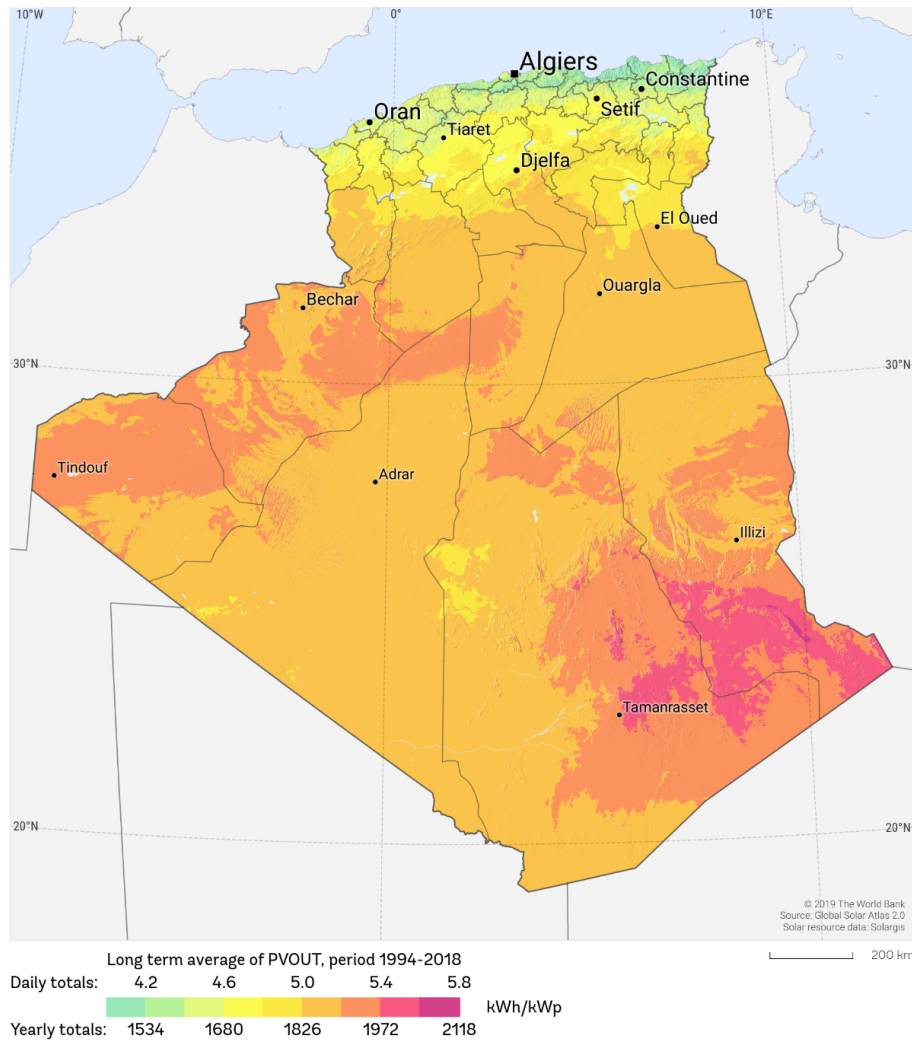 10°W
0°
10°E
Algiers
Constantine
Setif
Oran
Tiaret
Djelfa
El Oued
Ouargla
Bechar
30°N
30°N
Tindouf
Adrar
Illizi
Tamanrasset
20°N
20°N
© 2019 The World Bank
Source: Global Solar Atlas 2.0
Solar resource data: Solargis
200 km
Long term average of PVOUT, period 1994-2018
Daily totals: 4.2 4.6 5.0 5.4 5.8
kWh/kWp
Yearly totals: 1534 1680 1826 1972 2118